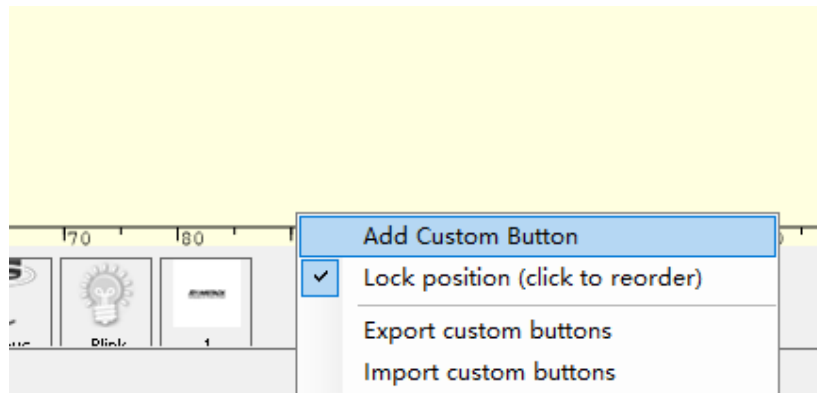 70 80
Add Custom Button
Lock position (click to reorder)
Export custom buttons
Import custom buttons
Blink 1